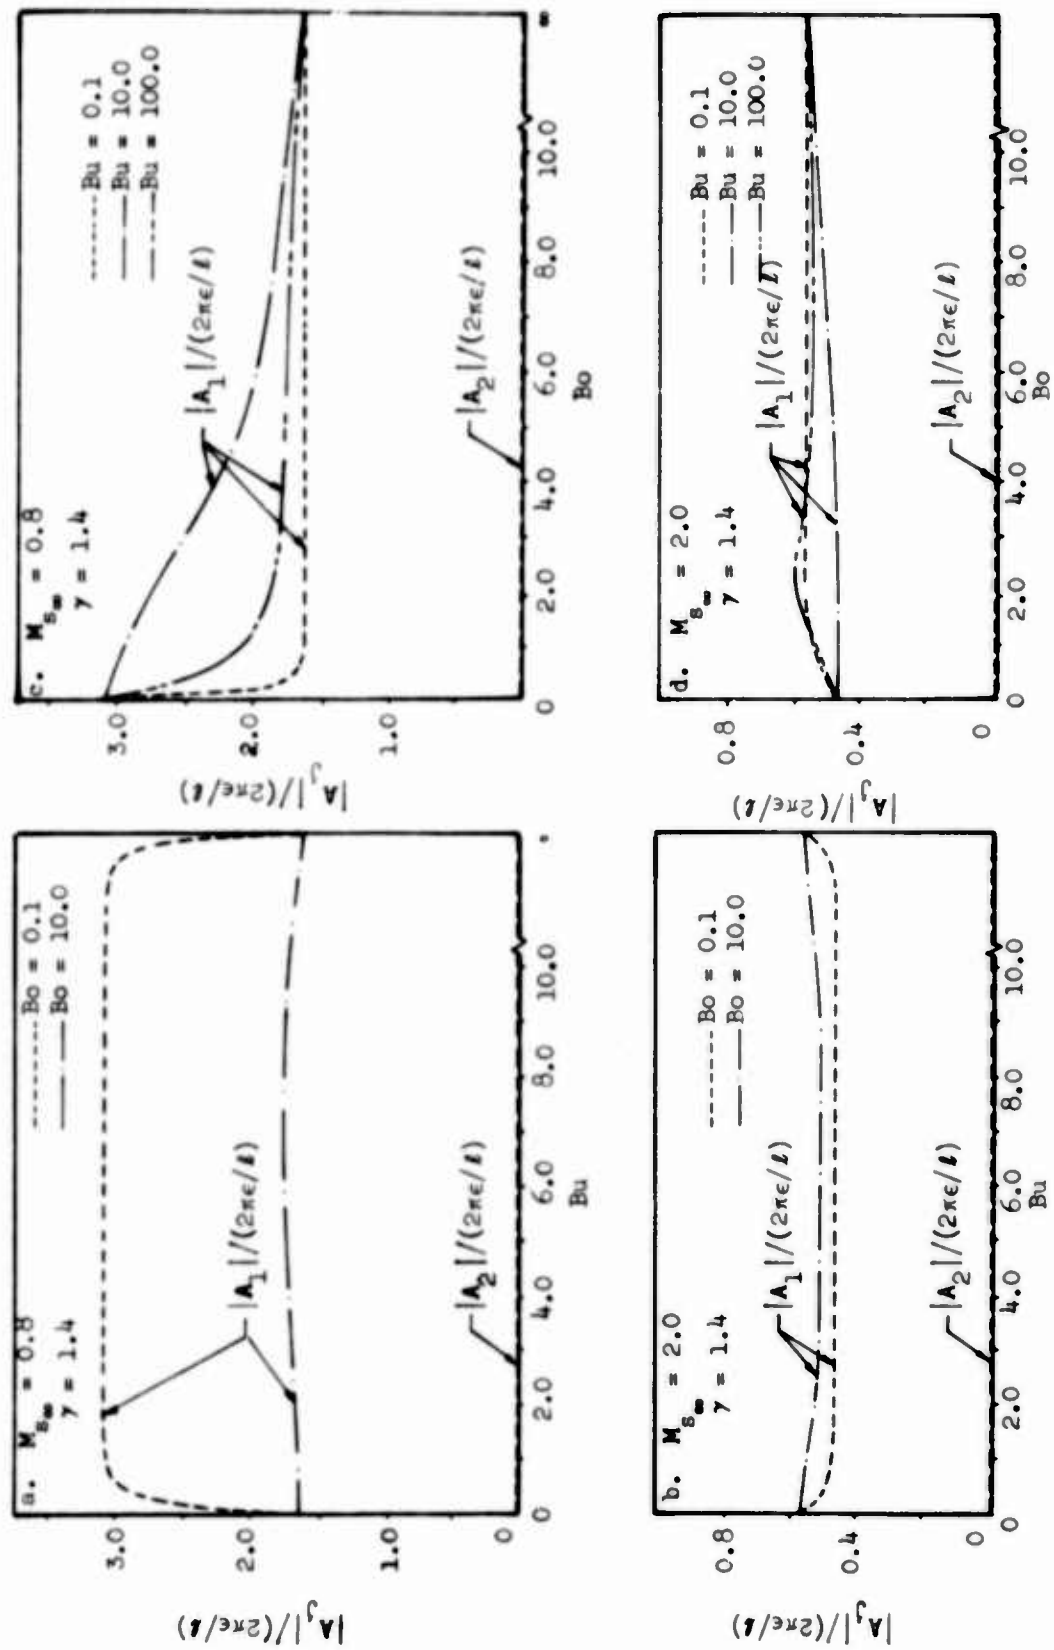 a. M_s∞ = 0.8
γ = 1.4
-----Bo = 0.1
—·—Bo = 10.0
|A_1|/(2πϵ/ℓ)
|A_2|/(2πϵ/ℓ)
|A_j|/(2πϵ/ℓ)
3.0
2.0
1.0
0
0
2.0
4.0
6.0
8.0
10.0
∞
Bu
b. M_s∞ = 2.0
γ = 1.4
-----Bo = 0.1
—·—Bo = 10.0
|A_1|/(2πϵ/ℓ)
|A_2|/(2πϵ/ℓ)
|A_j|/(2πϵ/ℓ)
0.8
0.4
0
0
2.0
4.0
6.0
8.0
10.0
Bu
c. M_s∞ = 0.8
γ = 1.4
------Bu = 0.1
—·—Bu = 10.0
—---—Bu = 100.0
|A_1|/(2πϵ/ℓ)
|A_2|/(2πϵ/ℓ)
|A_j|/(2πϵ/ℓ)
3.0
2.0
1.0
0
2.0
4.0
6.0
8.0
10.0
∞
Bo
d. M_s∞ = 2.0
γ = 1.4
------Bu = 0.1
—·—Bu = 10.0
—---—Bu = 100.0
|A_1|/(2πϵ/ℓ)
|A_2|/(2πϵ/ℓ)
|A_j|/(2πϵ/ℓ)
0.8
0.4
0
0
2.0
4.0
6.0
8.0
10.0
Bo